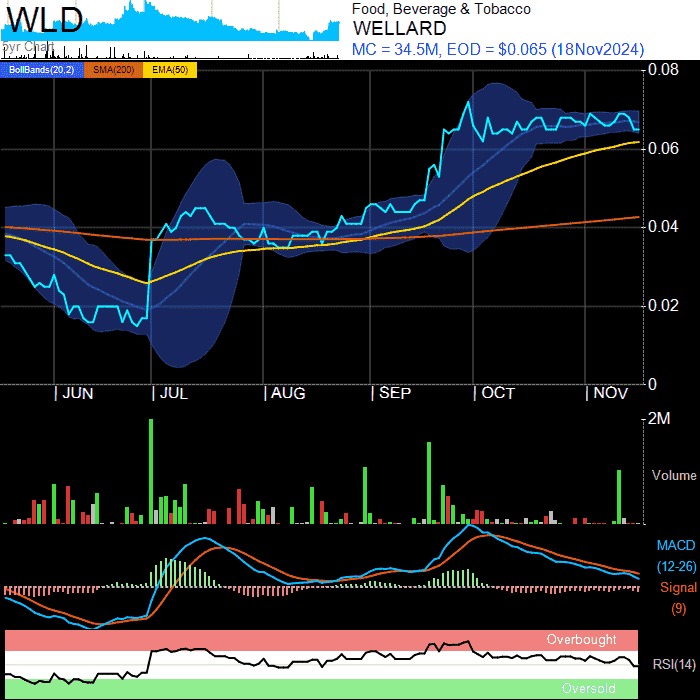 WLD
5yr Chart
Food, Beverage & Tobacco
WELLARD
MC = 34.5M, EOD = $0.065 (18Nov2024)
BollBands(20,2) SMA(200) EMA(50)
0.08
0.06
0.04
0.02
0
JUN JUL AUG SEP OCT NOV
2M
Volume
MACD
(12-26)
Signal
(9)
Overbought
RSI(14)
Oversold